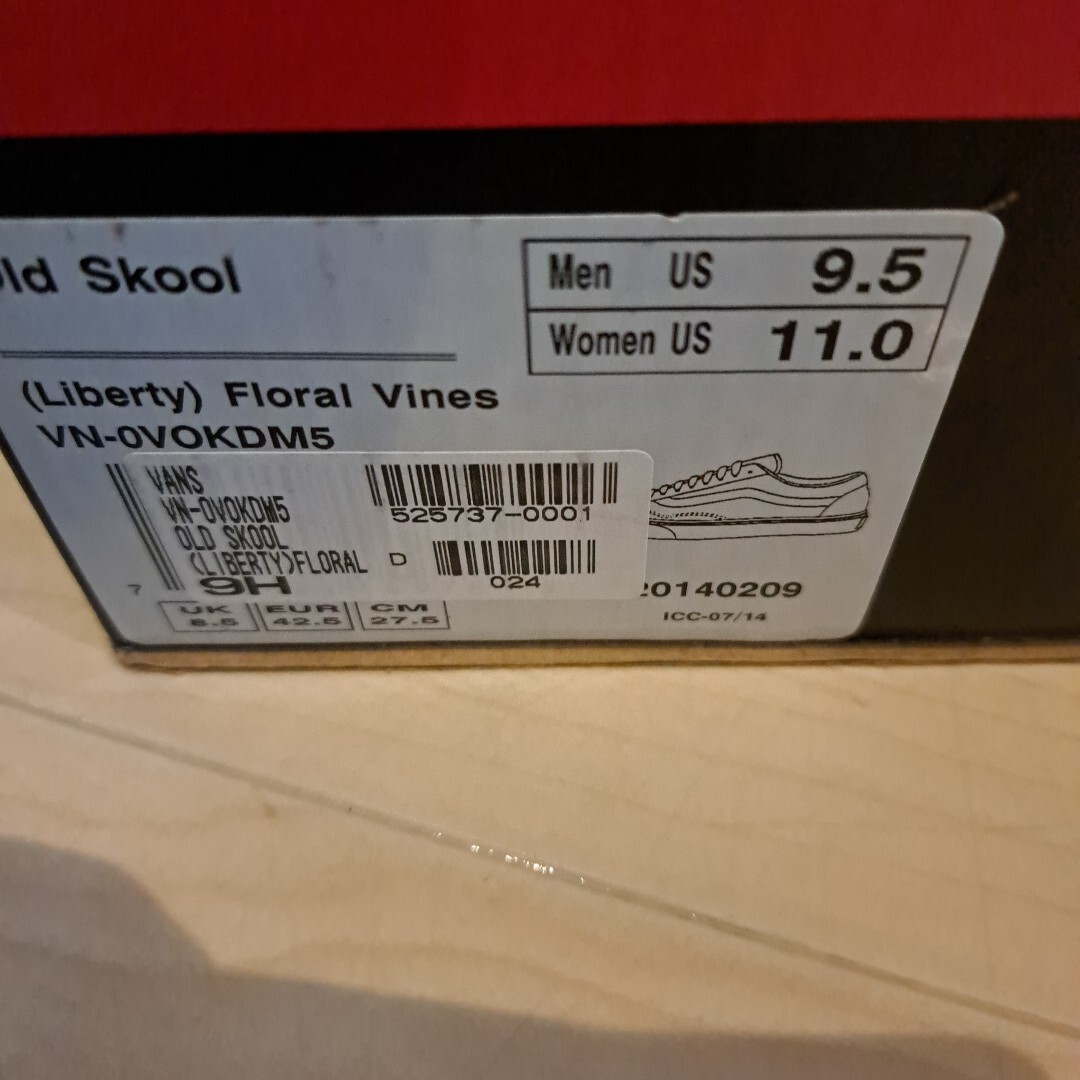 Old Skool
Men US 9.5
Women US 11.0
(Liberty) Floral Vines
VN-0VOKDM5
VANS
VN-0VOKDM5
OLD SKOOL
(LIBERTY)FLORAL D
9H
525737-0001
024
7
UK EUR CM
8.5 42.5 27.5
20140209
ICC-07/14